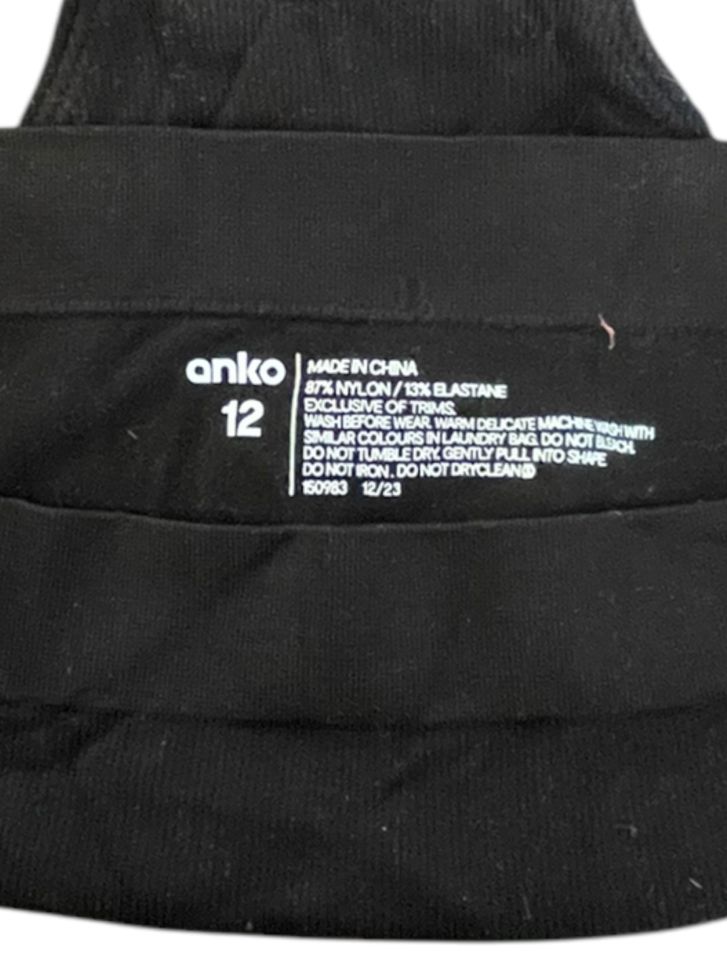 anko
12
MADE IN CHINA
87% NYLON / 13% ELASTANE
EXCLUSIVE OF TRIMS.
WASH BEFORE WEAR. WARM DELICATE MACHINE WASH WITH
SIMILAR COLOURS IN LAUNDRY BAG. DO NOT BLEACH.
DO NOT TUMBLE DRY. GENTLY PULL INTO SHAPE
DO NOT IRON. DO NOT DRYCLEAN
150983 12/23